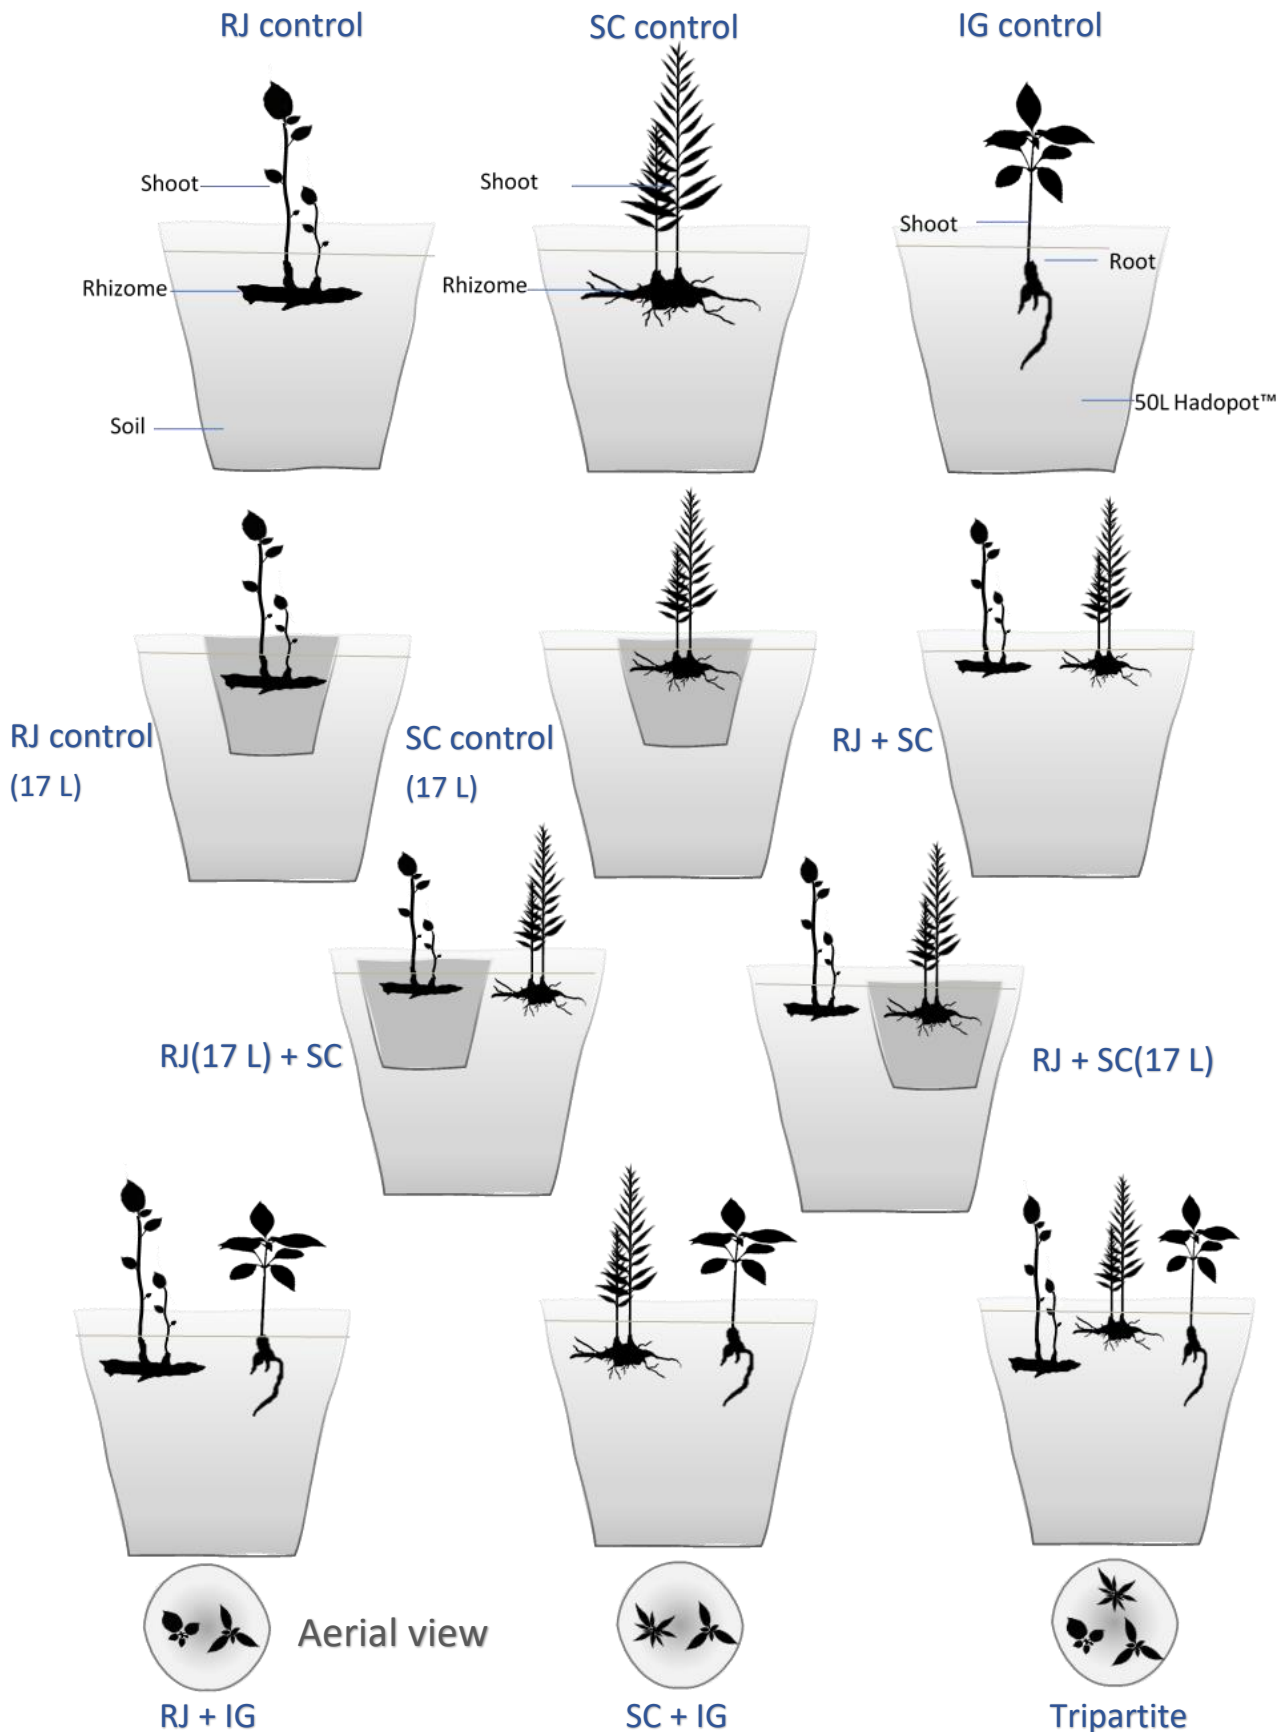 RJ control
SC control
IG control
Shoot
Shoot
Shoot
Root
Rhizome
Rhizome
50L Hadopot™
Soil
RJ control
(17 L)
SC control
(17 L)
RJ + SC
RJ(17 L) + SC
RJ + SC(17 L)
Aerial view
RJ + IG
SC + IG
Tripartite